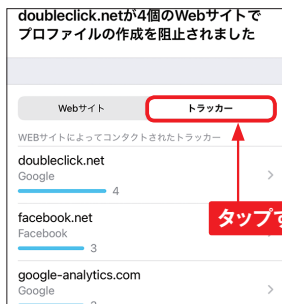 doubleclick.netが4個のWebサイトで
プロファイルの作成を阻止されました
Webサイト
トラッカー
WEBサイトによってコンタクトされたトラッカー
doubleclick.net
Google
4
facebook.net
Facebook
3
タップす
google-analytics.com
Google